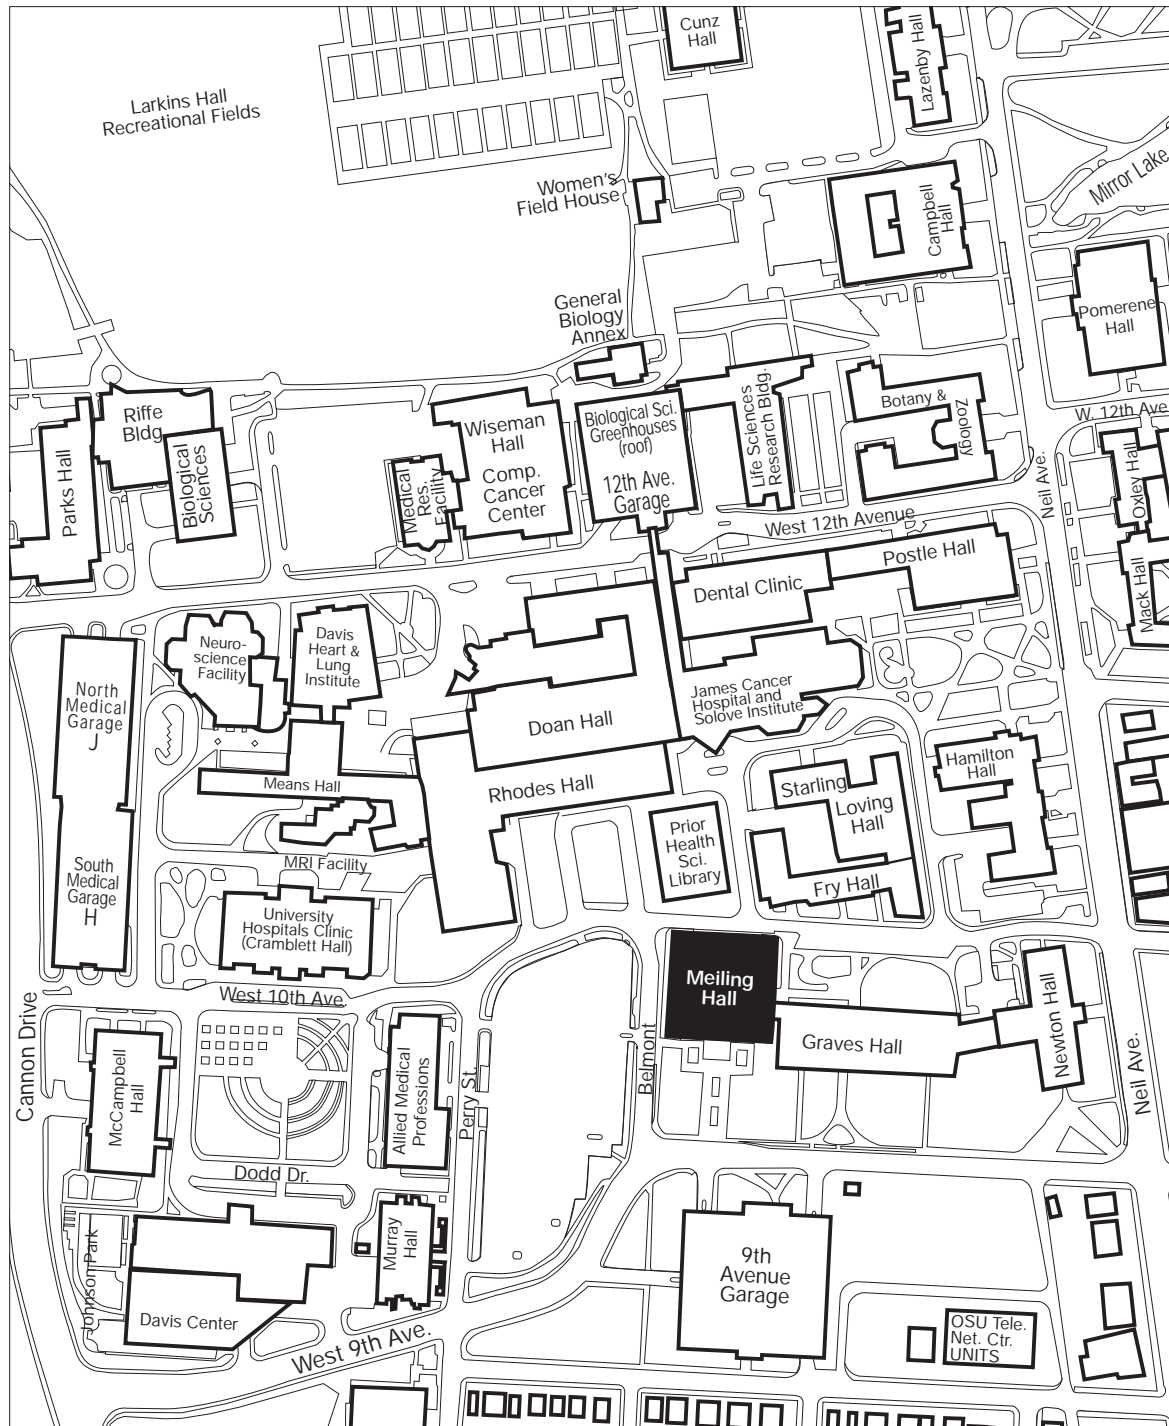 Cunz
Hall
Lazenby Hall
Larkins Hall
Recreational Fields
Mirror Lake
Women's
Field House
Campbell
Hall
General
Biology
Annex
Pomerene
Hall
W. 12th Ave.
Riffe
Bldg.
Wiseman
Hall
Comp.
Cancer
Center
Biological Sci.
Greenhouses
(roof)
12th Ave.
Garage
Life Sciences
Research Bldg.
Botany &
Zoology
Parks Hall
Biological
Sciences
Medical
Res.
Facility
Neil Ave.
Oxley Hall
West 12th Avenue
Postle Hall
Dental Clinic
Mack Hall
Neuro-
science
Facility
Davis
Heart &
Lung
Institute
North
Medical
Garage
J
James Cancer
Hospital and
Solove Institute
Doan Hall
Hamilton
Hall
Means Hall
Rhodes Hall
Starling
Loving
Hall
Prior
Health
Sci.
Library
MRI Facility
South
Medical
Garage
H
Fry Hall
University
Hospitals Clinic
(Cramblett Hall)
Meiling
Hall
West 10th Ave.
Cannon Drive
Newton Hall
Graves Hall
Belmont
McCampbell
Hall
Allied Medical
Professions
Perry St.
Neil Ave.
Dodd Dr.
Murray
Hall
9th
Avenue
Garage
Johnson Park
Davis Center
West 9th Ave.
OSU Tele.
Net. Ctr.
UNITS